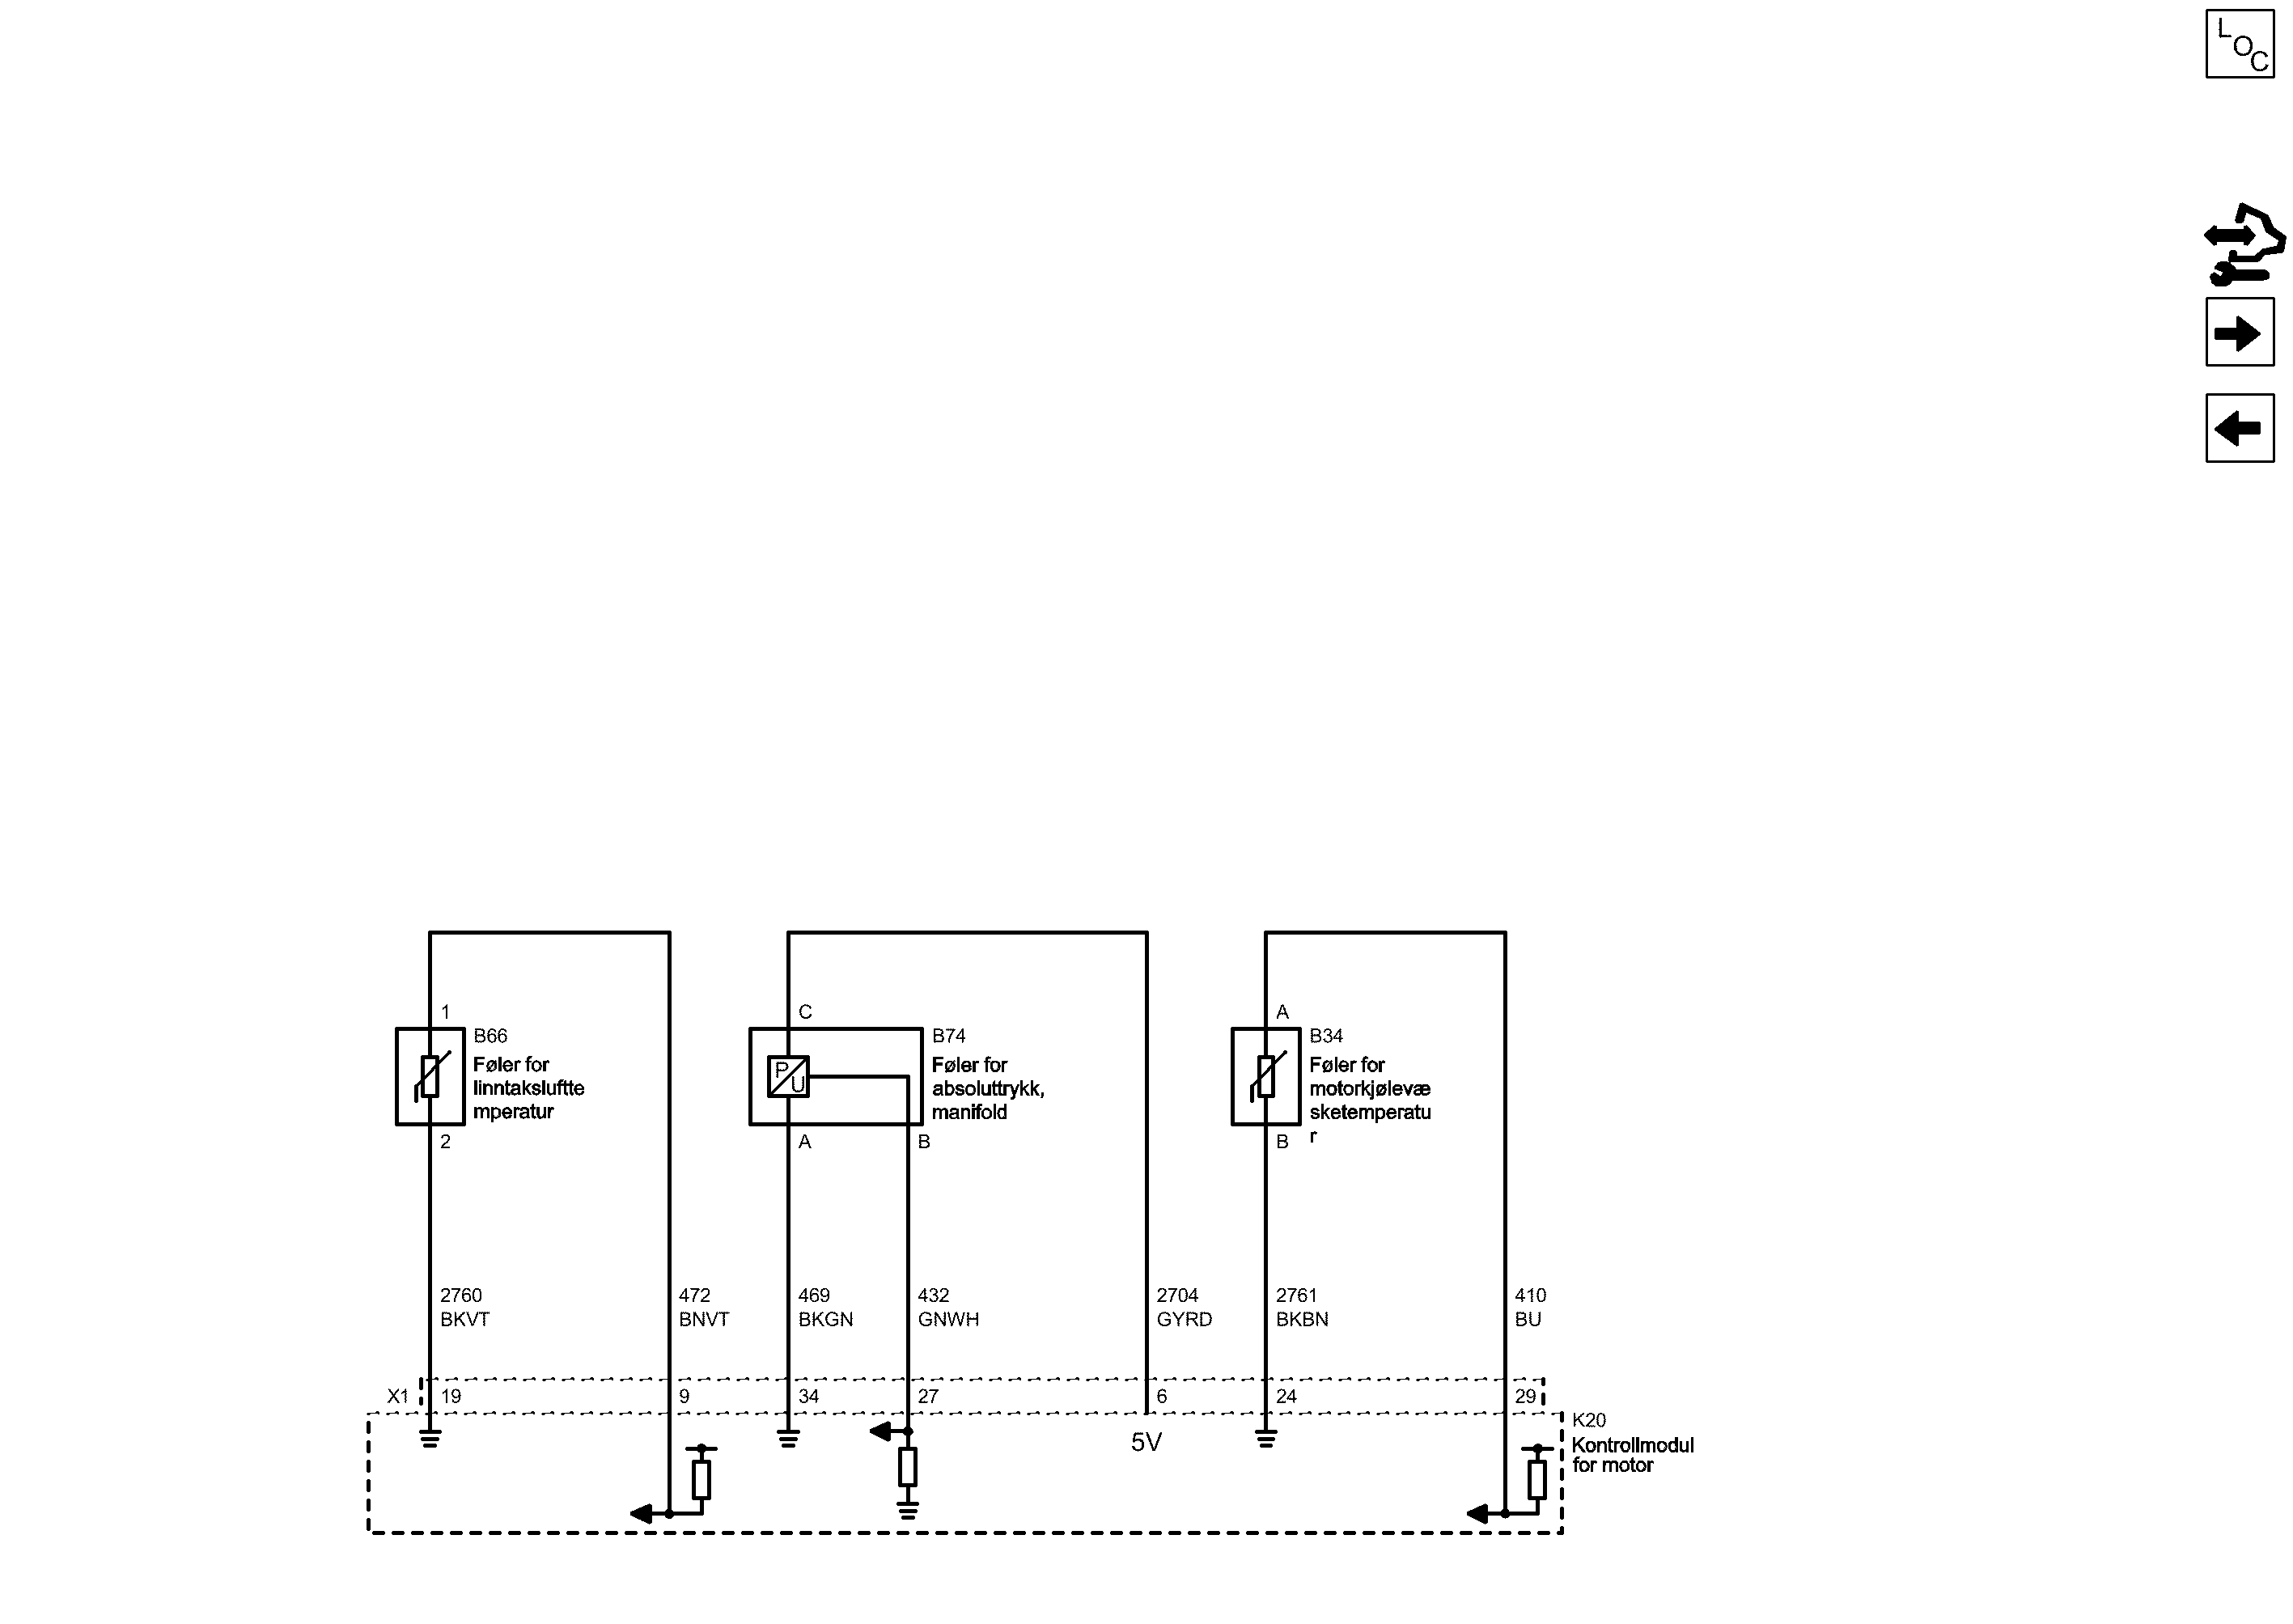 L
O
C
1
C
A
B66
Føler for
Iinntaksluftte
mperatur
P
U
B74
Føler for
absoluttrykk,
manifold
B34
Føler for
motorkjølevæ
sketemperatu
r
2
A
B
B
2760
BKVT
472
BNVT
469
BKGN
432
GNWH
2704
GYRD
2761
BKBN
410
BU
X1
19
9
34
27
6
24
29
5V
K20
Kontrollmodul
for motor